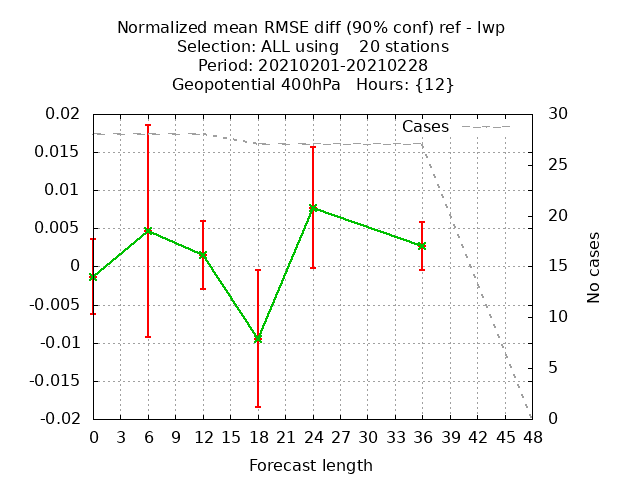 Normalized mean RMSE diff (90% conf) ref - lwp
Selection: ALL using    20 stations
Period: 20210201-20210228
Geopotential 400hPa   Hours: {12}
Cases
0.02
0.015
0.01
0.005
0
-0.005
-0.01
-0.015
-0.02
30
25
20
15
10
5
0
No cases
0 3 6 9 12 15 18 21 24 27 30 33 36 39 42 45 48
Forecast length